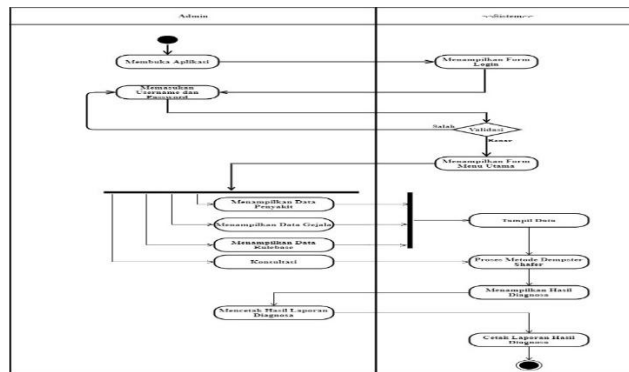 Admin
<<Sistem>>
Membuka Aplikasi
Menampilkan Form
Login
Memasukan
Username dan
Password
Salah
Validasi
Benar
Menampilkan Form
Menu Utama
Menampilkan Data
Penyakit
Menampilkan Data Gejala
Menampilkan Data
Rulebase
Konsultasi
Tampil Data
Proses Metode Dempster
Shafer
Menampilkan Hasil
Diagnosa
Mencetak Hasil Laporan
Diagnosa
Cetak Laporan Hasil
Diagnosa